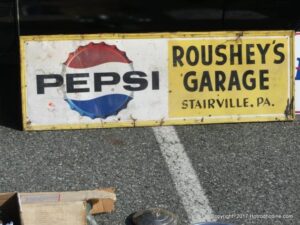 PEPSI
ROUSHEY'S
GARAGE
STAIRVILLE, PA.